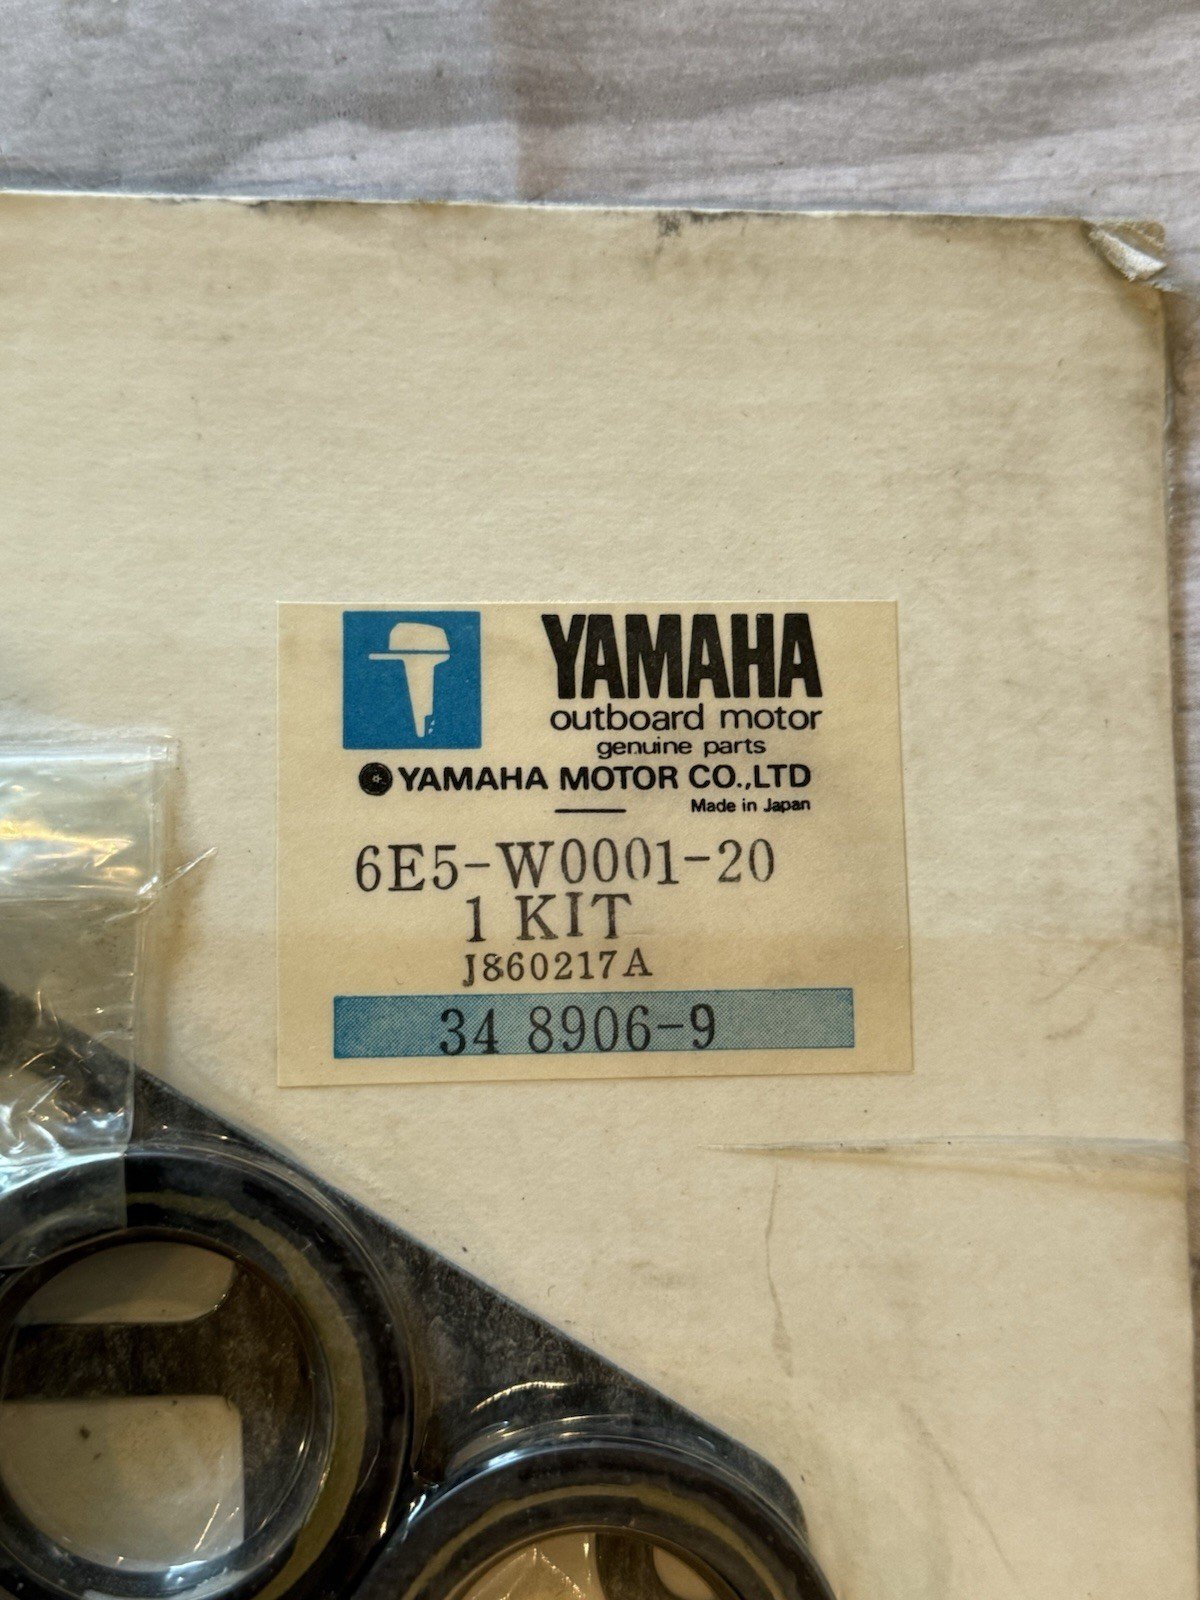 YAMAHA
outboard motor
genuine parts
YAMAHA MOTOR CO.,LTD
Made in Japan
6E5-W0001-20
1 KIT
J860217A
34 8906-9